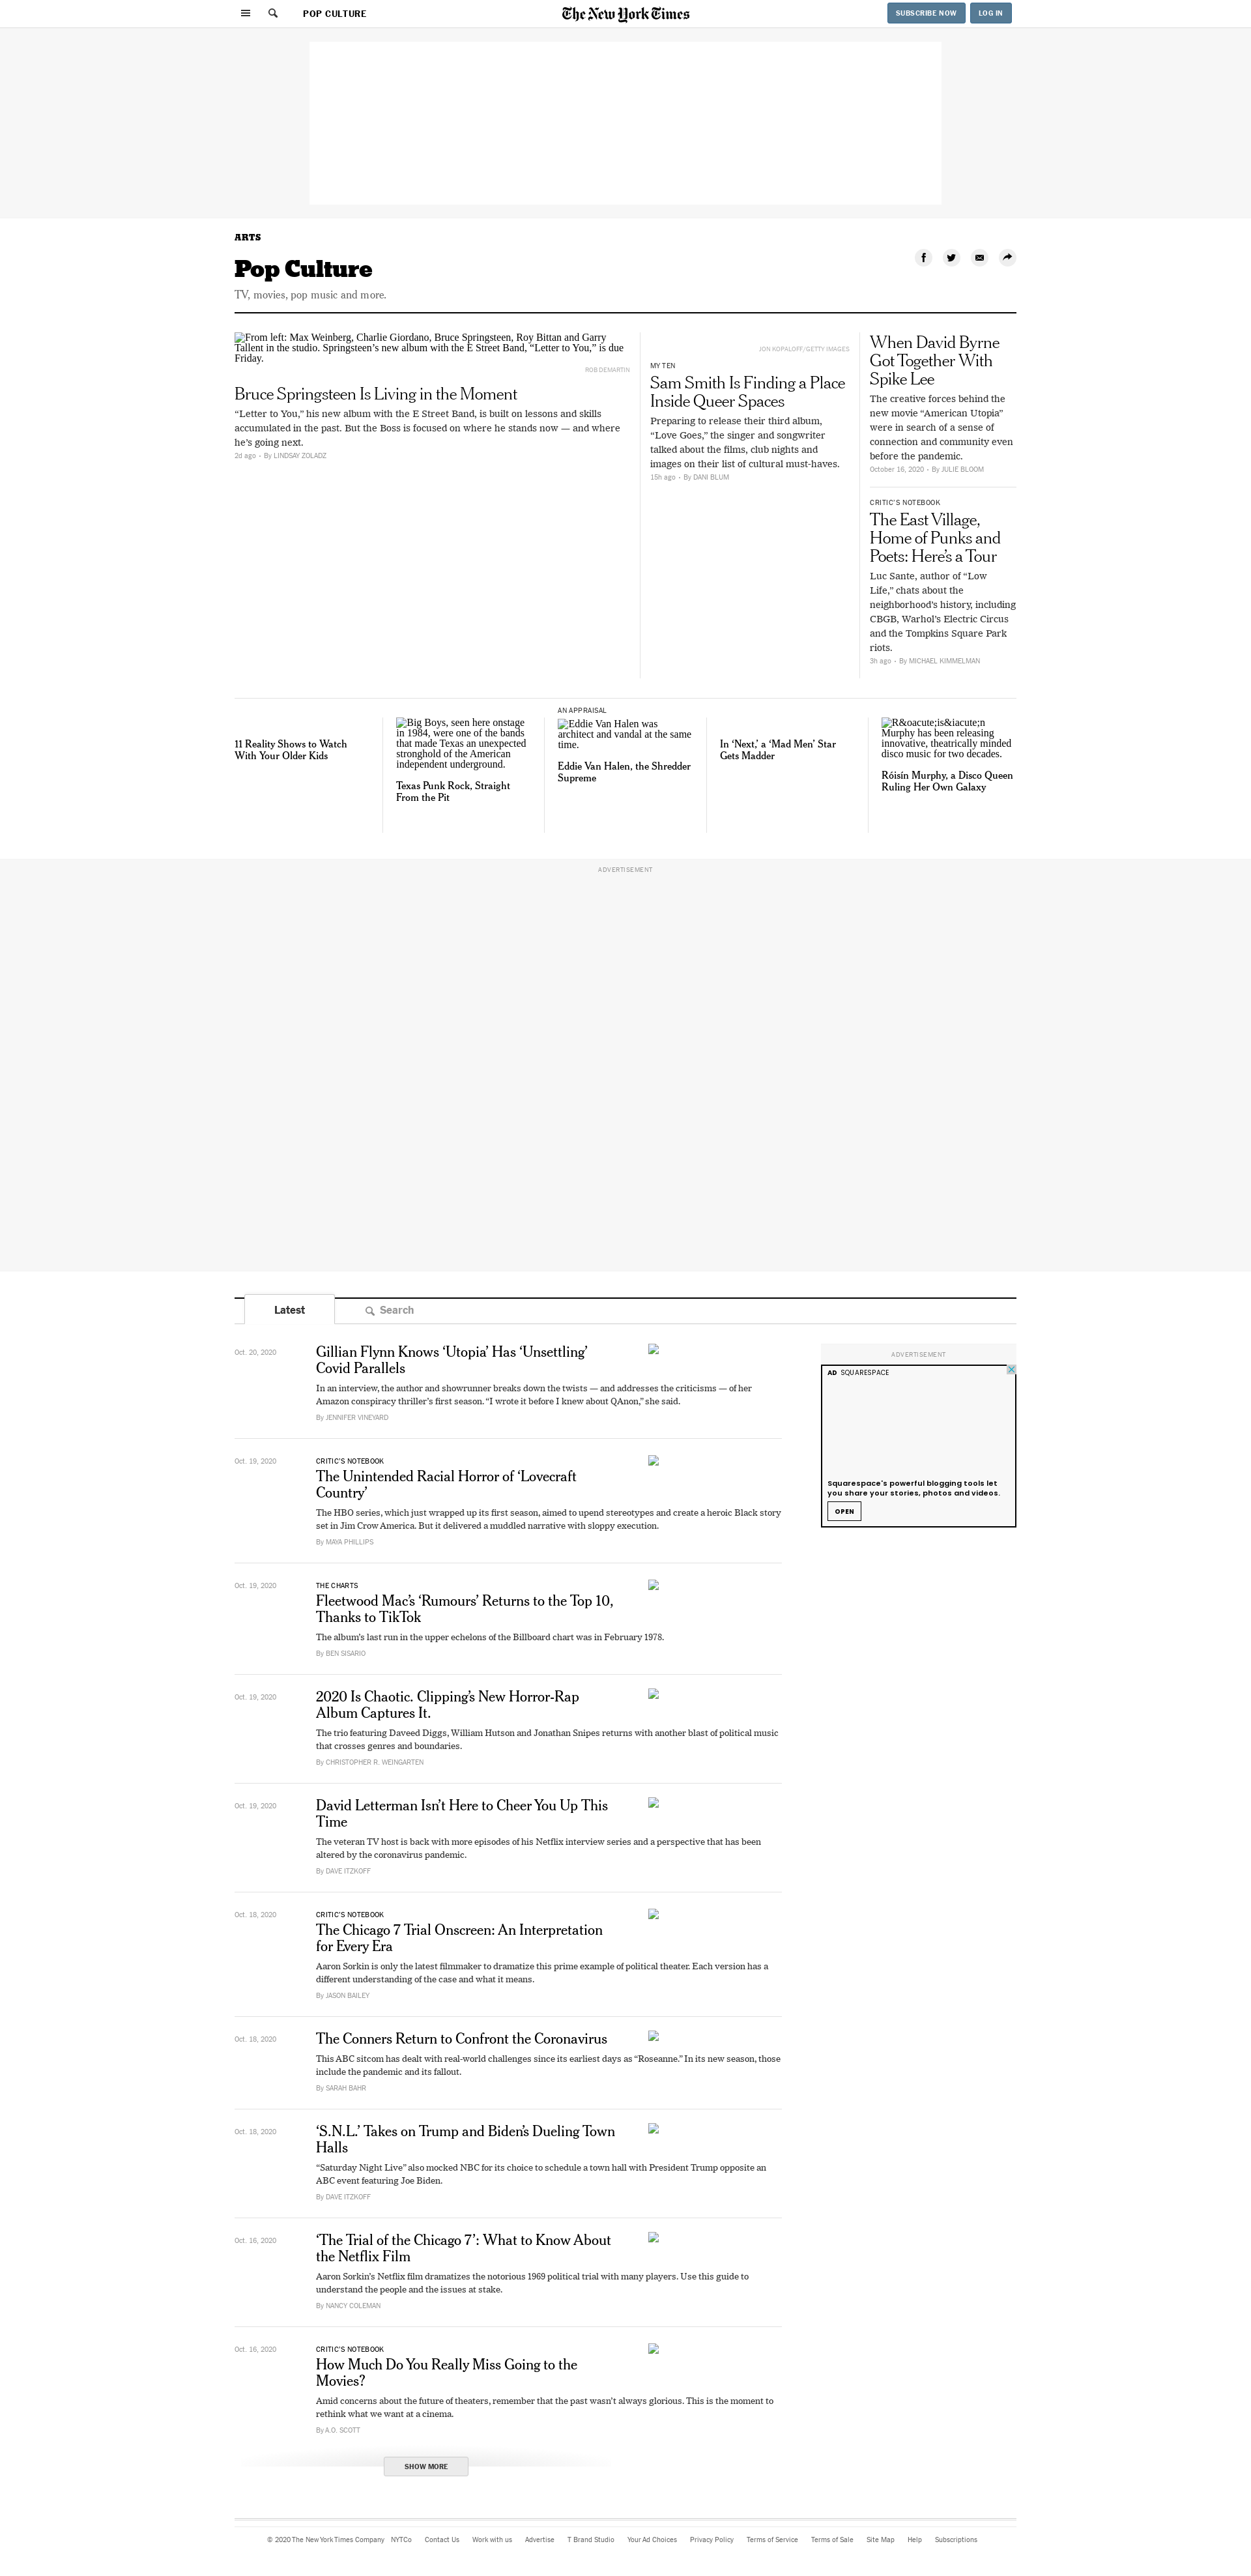 POP CULTURE
The New York Times
SUBSCRIBE NOW
LOG IN
ARTS
Pop Culture
TV, movies, pop music and more.
From left: Max Weinberg, Charlie Giordano, Bruce Springsteen, Roy Bittan and Garry
Tallent in the studio. Springsteen’s new album with the E Street Band, “Letter to You,” is due
Friday.
ROB DEMARTIN
Bruce Springsteen Is Living in the Moment
“Letter to You,” his new album with the E Street Band, is built on lessons and skills
accumulated in the past. But the Boss is focused on where he stands now — and where
he’s going next.
2d ago • By LINDSAY ZOLADZ
JON KOPALOFF/GETTY IMAGES
MY TEN
Sam Smith Is Finding a Place
Inside Queer Spaces
Preparing to release their third album,
“Love Goes,” the singer and songwriter
talked about the films, club nights and
images on their list of cultural must-haves.
15h ago • By DANI BLUM
When David Byrne
Got Together With
Spike Lee
The creative forces behind the
new movie “American Utopia”
were in search of a sense of
connection and community even
before the pandemic.
October 16, 2020 • By JULIE BLOOM
CRITIC’S NOTEBOOK
The East Village,
Home of Punks and
Poets: Here’s a Tour
Luc Sante, author of “Low
Life,” chats about the
neighborhood’s history, including
CBGB, Warhol’s Electric Circus
and the Tompkins Square Park
riots.
3h ago • By MICHAEL KIMMELMAN
11 Reality Shows to Watch
With Your Older Kids
Big Boys, seen here onstage
in 1984, were one of the bands
that made Texas an unexpected
stronghold of the American
independent underground.
Texas Punk Rock, Straight
From the Pit
AN APPRAISAL
Eddie Van Halen was
architect and vandal at the same
time.
Eddie Van Halen, the Shredder
Supreme
In ‘Next,’ a ‘Mad Men’ Star
Gets Madder
R&oacute;is&iacute;n
Murphy has been releasing
innovative, theatrically minded
disco music for two decades.
Róisín Murphy, a Disco Queen
Ruling Her Own Galaxy
ADVERTISEMENT
Latest
Search
Oct. 20, 2020
Gillian Flynn Knows ‘Utopia’ Has ‘Unsettling’
Covid Parallels
In an interview, the author and showrunner breaks down the twists — and addresses the criticisms — of her
Amazon conspiracy thriller’s first season. “I wrote it before I knew about QAnon,” she said.
By JENNIFER VINEYARD
ADVERTISEMENT
AD SQUARESPACE
Squarespace's powerful blogging tools let
you share your stories, photos and videos.
OPEN
Oct. 19, 2020
CRITIC’S NOTEBOOK
The Unintended Racial Horror of ‘Lovecraft
Country’
The HBO series, which just wrapped up its first season, aimed to upend stereotypes and create a heroic Black story
set in Jim Crow America. But it delivered a muddled narrative with sloppy execution.
By MAYA PHILLIPS
Oct. 19, 2020
THE CHARTS
Fleetwood Mac’s ‘Rumours’ Returns to the Top 10,
Thanks to TikTok
The album’s last run in the upper echelons of the Billboard chart was in February 1978.
By BEN SISARIO
Oct. 19, 2020
2020 Is Chaotic. Clipping’s New Horror-Rap
Album Captures It.
The trio featuring Daveed Diggs, William Hutson and Jonathan Snipes returns with another blast of political music
that crosses genres and boundaries.
By CHRISTOPHER R. WEINGARTEN
Oct. 19, 2020
David Letterman Isn’t Here to Cheer You Up This
Time
The veteran TV host is back with more episodes of his Netflix interview series and a perspective that has been
altered by the coronavirus pandemic.
By DAVE ITZKOFF
Oct. 18, 2020
CRITIC’S NOTEBOOK
The Chicago 7 Trial Onscreen: An Interpretation
for Every Era
Aaron Sorkin is only the latest filmmaker to dramatize this prime example of political theater. Each version has a
different understanding of the case and what it means.
By JASON BAILEY
Oct. 18, 2020
The Conners Return to Confront the Coronavirus
This ABC sitcom has dealt with real-world challenges since its earliest days as “Roseanne.” In its new season, those
include the pandemic and its fallout.
By SARAH BAHR
Oct. 18, 2020
‘S.N.L.’ Takes on Trump and Biden’s Dueling Town
Halls
“Saturday Night Live” also mocked NBC for its choice to schedule a town hall with President Trump opposite an
ABC event featuring Joe Biden.
By DAVE ITZKOFF
Oct. 16, 2020
‘The Trial of the Chicago 7’: What to Know About
the Netflix Film
Aaron Sorkin’s Netflix film dramatizes the notorious 1969 political trial with many players. Use this guide to
understand the people and the issues at stake.
By NANCY COLEMAN
Oct. 16, 2020
CRITIC’S NOTEBOOK
How Much Do You Really Miss Going to the
Movies?
Amid concerns about the future of theaters, remember that the past wasn’t always glorious. This is the moment to
rethink what we want at a cinema.
By A.O. SCOTT
SHOW MORE
© 2020 The New York Times Company NYTCo Contact Us Work with us Advertise T Brand Studio Your Ad Choices Privacy Policy Terms of Service Terms of Sale Site Map Help Subscriptions